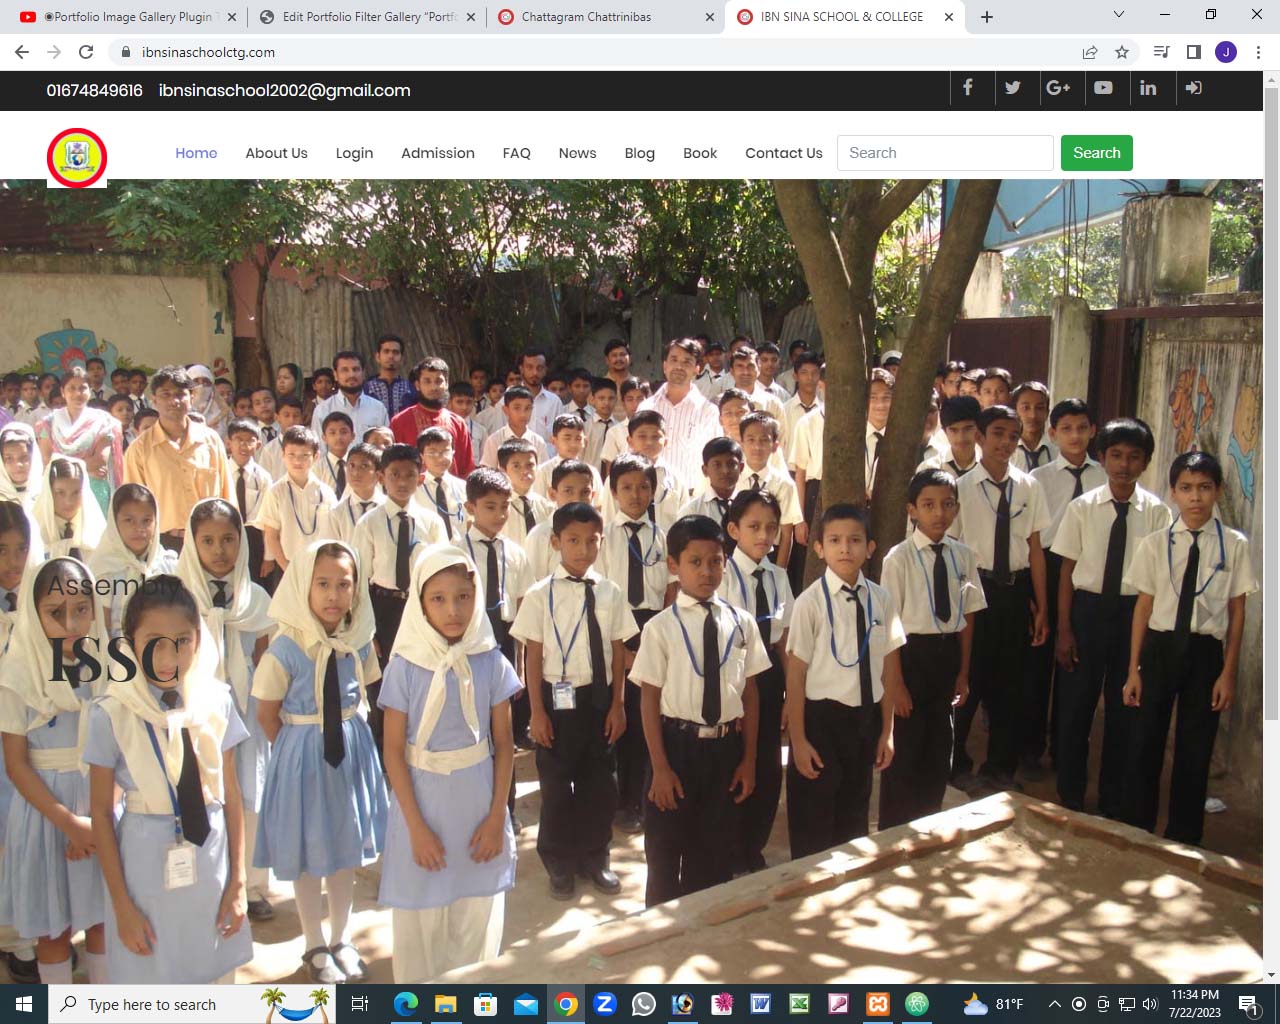 ◉Portfolio Image Gallery Plugin
Edit Portfolio Filter Gallery “Portf
Chattagram Chattrinibas
IBN SINA SCHOOL & COLLEGE
ibnsinaschoolctg.com
J
01674849616 ibnsinaschool2002@gmail.com
Home About Us Login Admission FAQ News Blog Book Contact Us Search Search
1
Assembly
ISSC
Type here to search
81°F
11:34 PM
7/22/2023
1